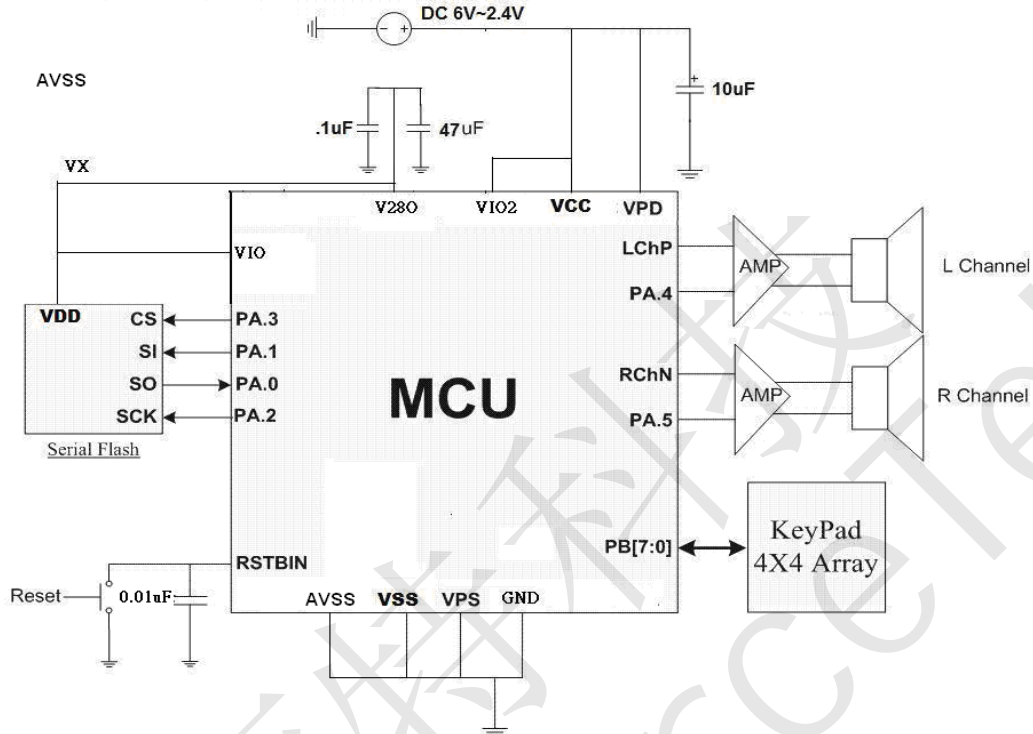 DC 6V~2.4V
AVSS
+
10uF
.1uF
47uF
VX
V28O
VIO2
VCC
VPD
VIO
LChP
AMP
L Channel
PA.4
VDD
CS
PA.3
SI
PA.1
SO
PA.0
SCK
PA.2
Serial Flash
MCU
RChN
AMP
R Channel
PA.5
PB[7:0]
KeyPad
4X4 Array
RSTBIN
Reset
0.01uF
AVSS
VSS
VPS
GND